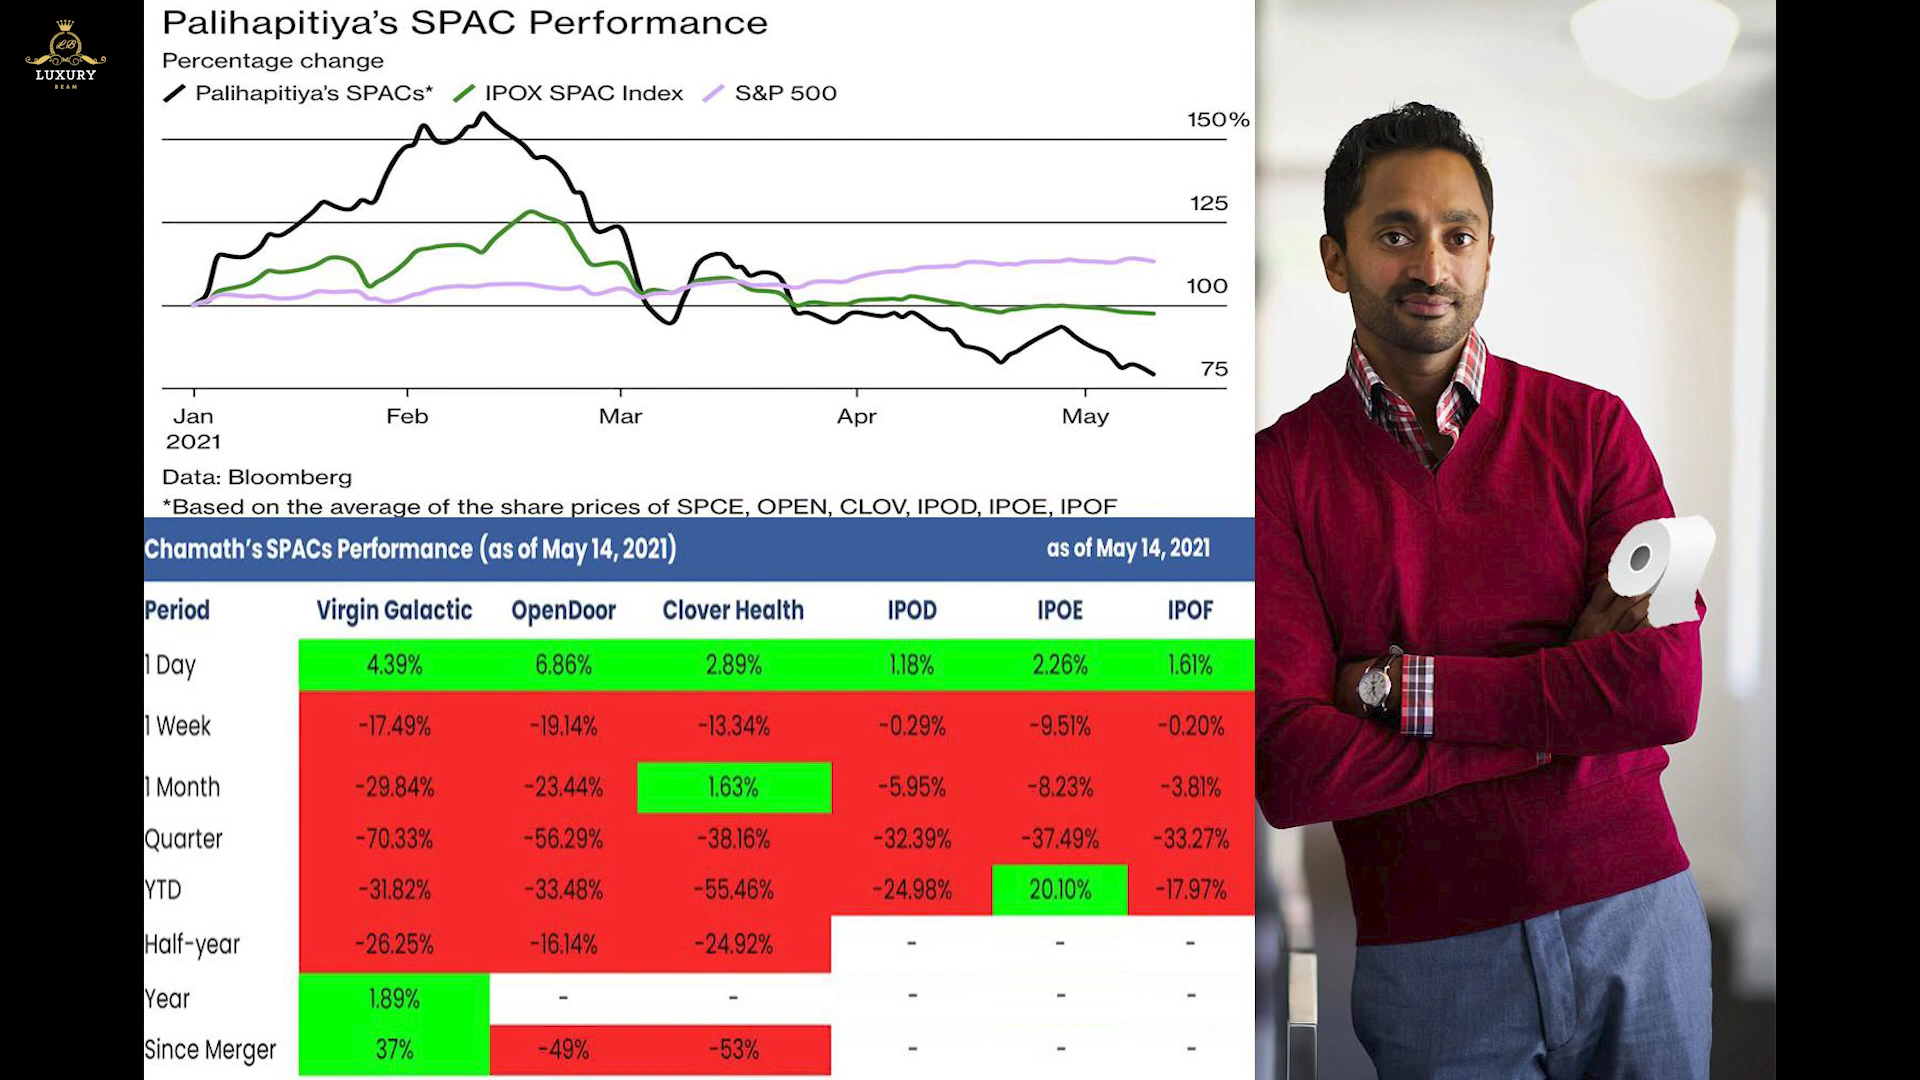 LB
LUXURY
BEAM
Palihapitiya's SPAC Performance
Percentage change
Palihapitiya's SPACs* IPOX SPAC Index S&P 500
150%
125
100
75
Jan Feb Mar Apr May
2021
Data: Bloomberg
*Based on the average of the share prices of SPCE, OPEN, CLOV, IPOD, IPOE, IPOF
Chamath's SPACs Performance (as of May 14, 2021) as of May 14, 2021
Period Virgin Galactic OpenDoor Clover Health IPOD IPOE IPOF
1 Day 4.39% 6.86% 2.89% 1.18% 2.26% 1.61%
1 Week -17.49% -19.14% -13.34% -0.29% -9.51% -0.20%
1 Month -29.84% -23.44% 1.63% -5.95% -8.23% -3.81%
Quarter -70.33% -56.29% -38.16% -32.39% -37.49% -33.27%
YTD -31.82% -33.48% -55.46% -24.98% 20.10% -17.97%
Half-year -26.25% -16.14% -24.92% - - -
Year 1.89% - - - - -
Since Merger 37% -49% -53% - - -